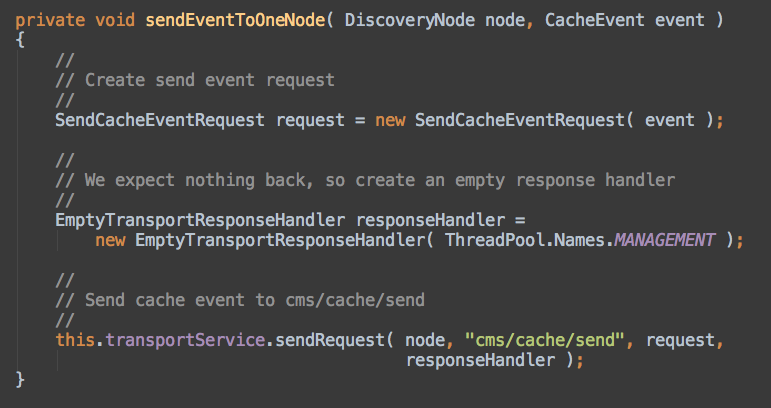 private void sendEventToOneNode( DiscoveryNode node, CacheEvent event )
{
    //
    // Create send event request
    //
    SendCacheEventRequest request = new SendCacheEventRequest( event );

    //
    // We expect nothing back, so create an empty response handler
    //
    EmptyTransportResponseHandler responseHandler =
        new EmptyTransportResponseHandler( ThreadPool.Names.MANAGEMENT );

    //
    // Send cache event to cms/cache/send
    //
    this.transportService.sendRequest( node, "cms/cache/send", request,
                                       responseHandler );
}